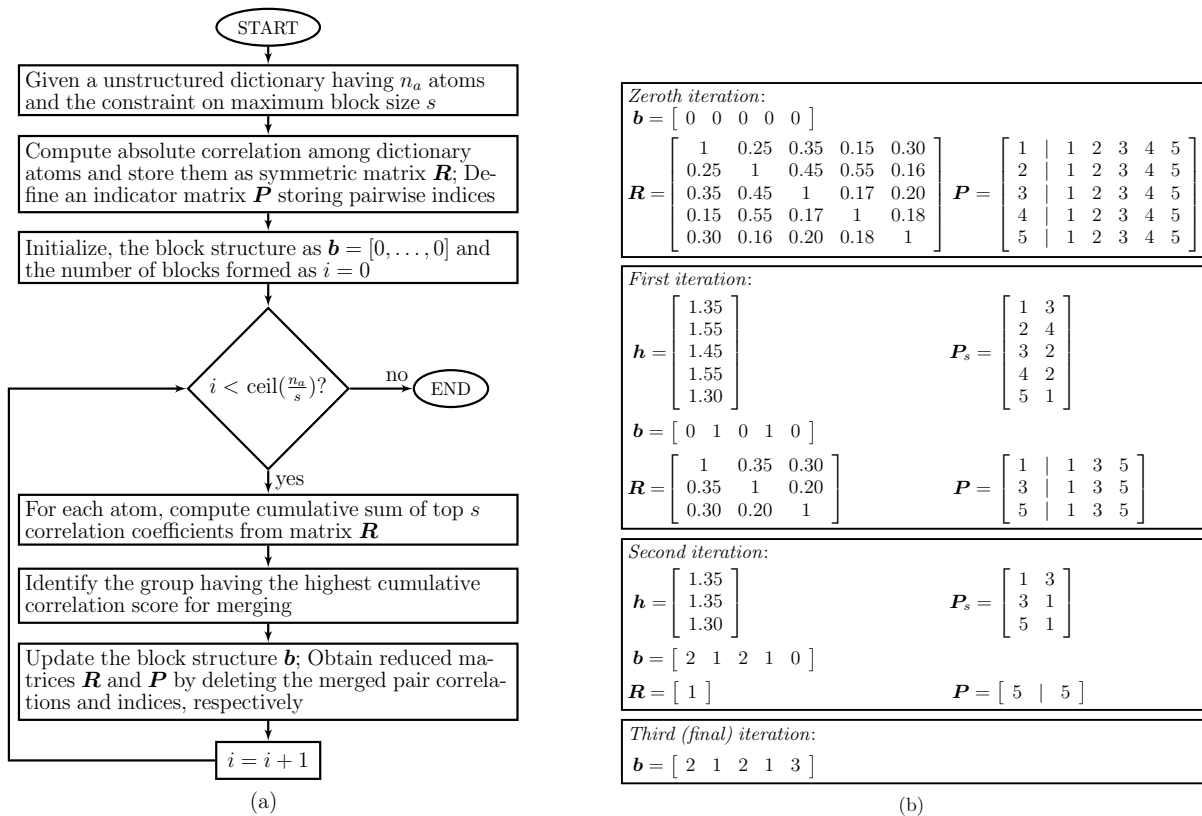 START
Given a unstructured dictionary having n_a atoms
and the constraint on maximum block size s
Compute absolute correlation among dictionary
atoms and store them as symmetric matrix R; De-
fine an indicator matrix P storing pairwise indices
Initialize, the block structure as b = [0, . . . , 0] and
the number of blocks formed as i = 0
i < ceil(n_a/s)?
no
END
yes
For each atom, compute cumulative sum of top s
correlation coefficients from matrix R
Identify the group having the highest cumulative
correlation score for merging
Update the block structure b; Obtain reduced ma-
trices R and P by deleting the merged pair correla-
tions and indices, respectively
i = i + 1
(a)
Zeroth iteration:
b = [ 0 0 0 0 0 ]
R =
1 0.25 0.35 0.15 0.30
0.25 1 0.45 0.55 0.16
0.35 0.45 1 0.17 0.20
0.15 0.55 0.17 1 0.18
0.30 0.16 0.20 0.18 1
P =
1 | 1 2 3 4 5
2 | 1 2 3 4 5
3 | 1 2 3 4 5
4 | 1 2 3 4 5
5 | 1 2 3 4 5
First iteration:
h =
1.35
1.55
1.45
1.55
1.30
P_s =
1 3
2 4
3 2
4 2
5 1
b = [ 0 1 0 1 0 ]
R =
1 0.35 0.30
0.35 1 0.20
0.30 0.20 1
P =
1 | 1 3 5
3 | 1 3 5
5 | 1 3 5
Second iteration:
h =
1.35
1.35
1.30
P_s =
1 3
3 1
5 1
b = [ 2 1 2 1 0 ]
R = [ 1 ]
P = [ 5 | 5 ]
Third (final) iteration:
b = [ 2 1 2 1 3 ]
(b)